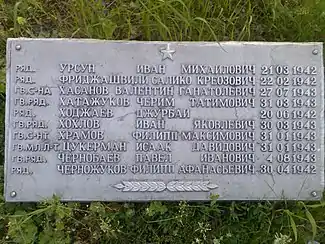 РЯД. УРСУН ИВАН МИХАЙЛОВИЧ 21 03 1942
РЯД. ФРИДЖАШВИЛИ САЛИКО КРЕОЗОВИЧ 22 02 1942
ГВ.С-НА ХАСАНОВ ВАЛЕНТИН ГАНАТОЛЕВИЧ 27 07 1943
ГВ.РЯД. ХАТАЖУКОВ ЧЕРИМ ТАТИМОВИЧ 31 03 1943
РЯД. ХОДЖАЕВ ДЖУРБАЙ 20 06 1942
РЯД. ХОХЛОВ ИВАН ЯКОВЛЕВИЧ 30 08 1943
ГВ.С-НТ ХРАМОВ ФИЛИПП МАКСИМОВИЧ 31 01 1943
ГВ.МЛ.Л-Т ЦУКЕРМАН ИСААК ДАВИДОВИЧ 31 01 1943
ГВ.РЯД. ЧЕРНОБАЕВ ПАВЕЛ ИВАНОВИЧ 4 08 1943
РЯД. ЧЕРНОЖУКОВ ФИЛИПП АФАНАСЬЕВИЧ 30 04 1942